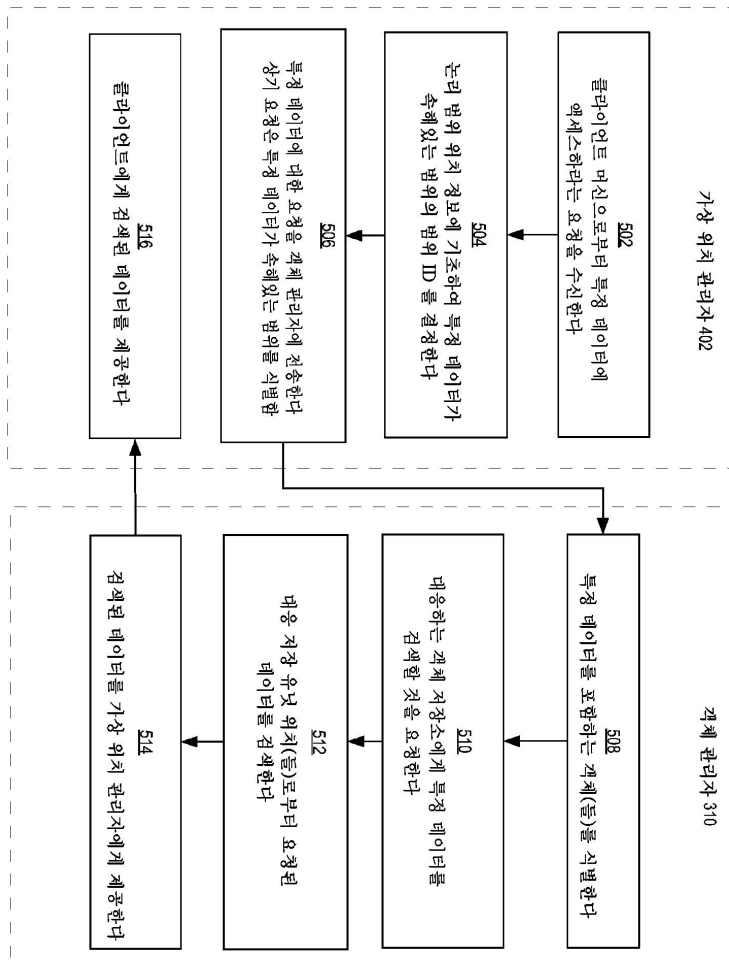 가상 위치 관리자 402
클라이언트 머신으로부터 특정 데이터에
액세스하라는 요청을 수신한다
502
논리 범위 위치 정보에 기초하여 특정 데이터가
속해있는 범위의 범위 ID 를 결정한다
504
특정 데이터에 대한 요청을 객체 관리자에 전송한다
상기 요청은 특정 데이터가 속해있는 범위를 식별함
506
클라이언트에게 검색된 데이터를 제공한다
516
객체 관리자 310
특정 데이터를 포함하는 객체(들)를 식별한다
508
대응하는 객체 저장소에게 특정 데이터를
검색할 것을 요청한다
510
대응 저장 유닛 위치(들)로부터 요청된
데이터를 검색한다
512
검색된 데이터를 가상 위치 관리자에게 제공한다
514